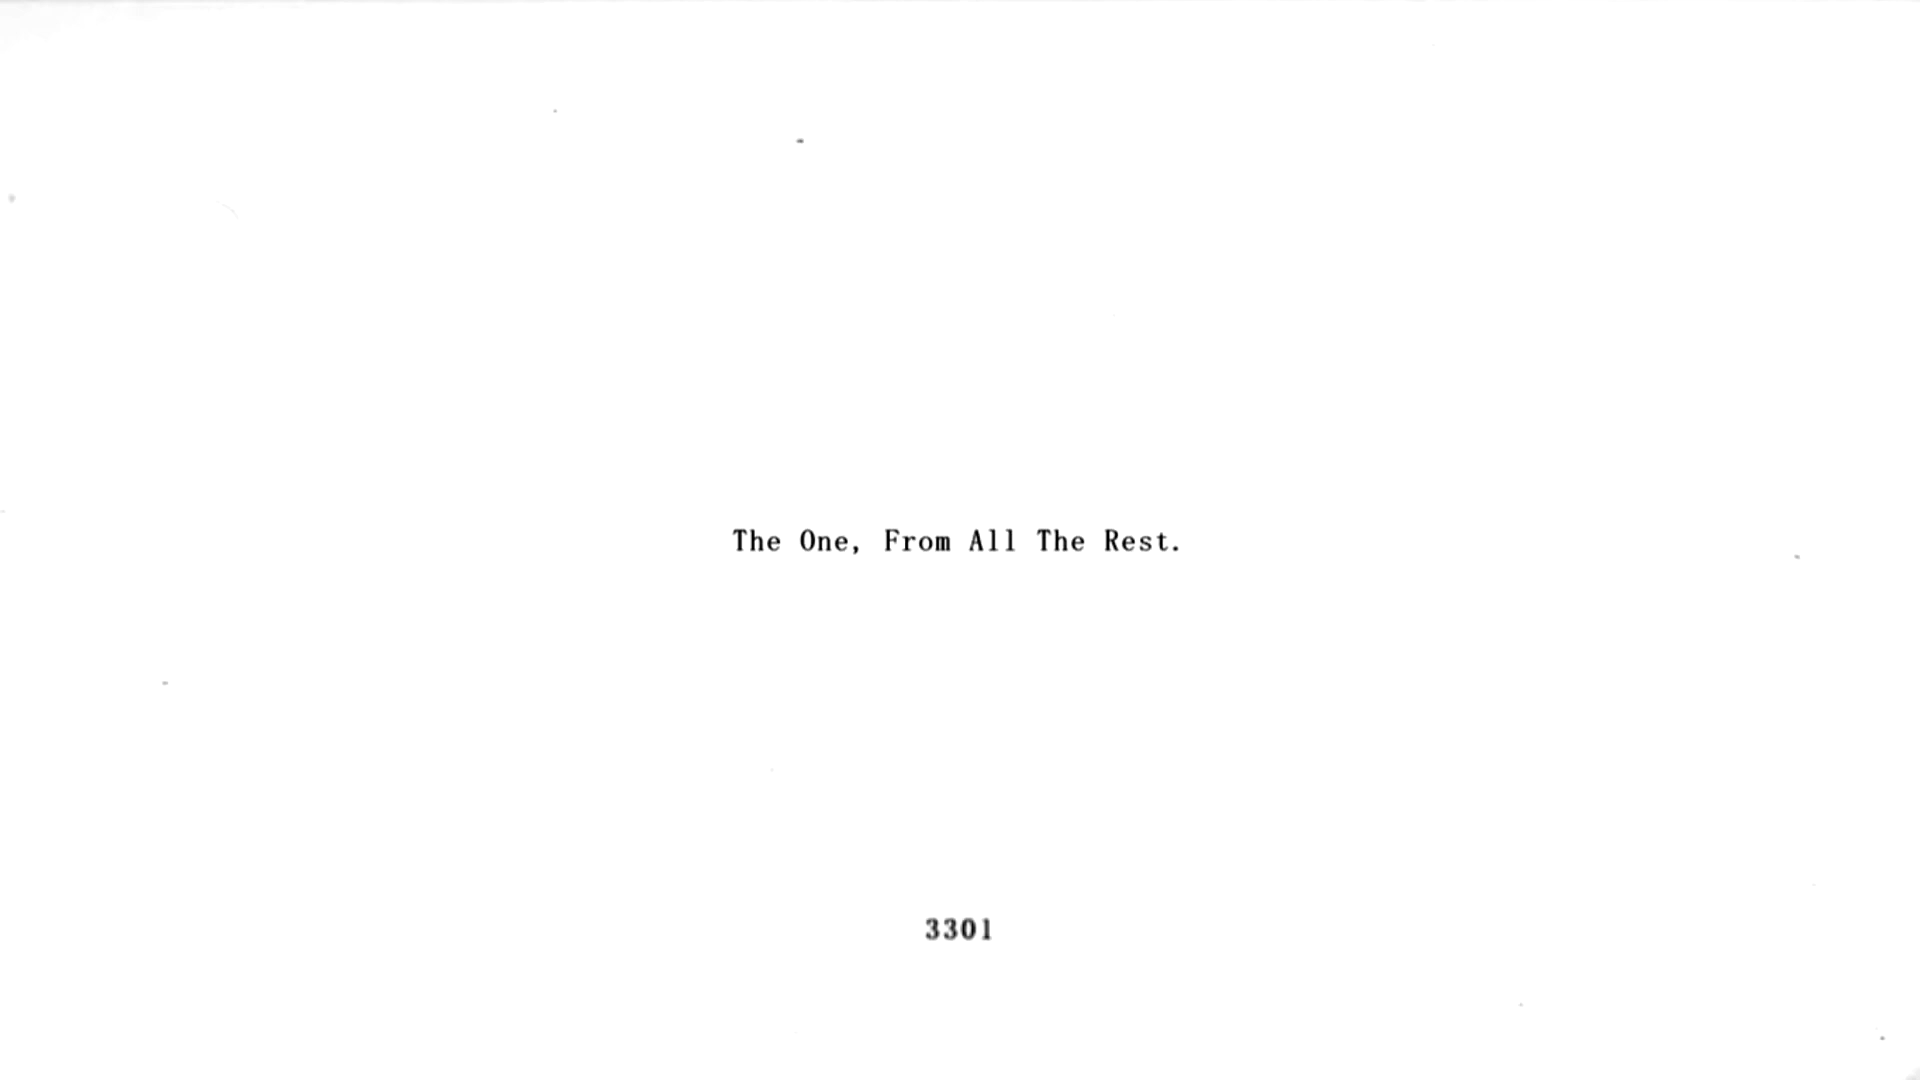 The One, From All The Rest.
3301